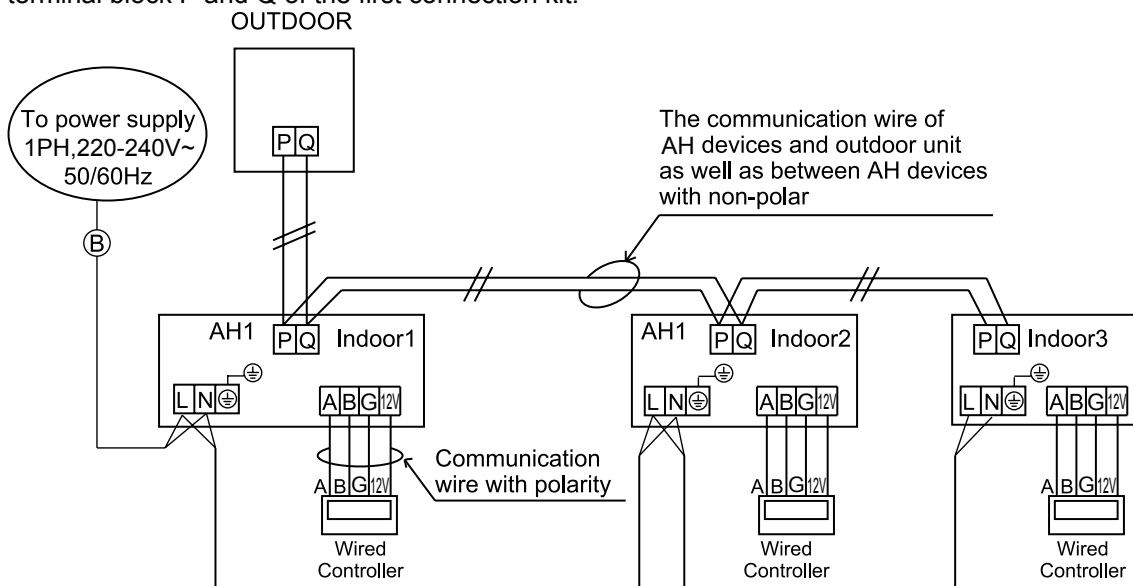 terminal block P and Q of the first connection kit.
OUTDOOR
To power supply
1PH,220-240V~
50/60Hz
P Q
The communication wire of
AH devices and outdoor unit
as well as between AH devices
with non-polar
B
AH1 P Q Indoor1
AH1 P Q Indoor2
P Q Indoor3
L N
A B G 12V
L N
A B G 12V
L N
A B G 12V
Communication
wire with polarity
A B G 12V
A B G 12V
A B G 12V
Wired
Controller
Wired
Controller
Wired
Controller